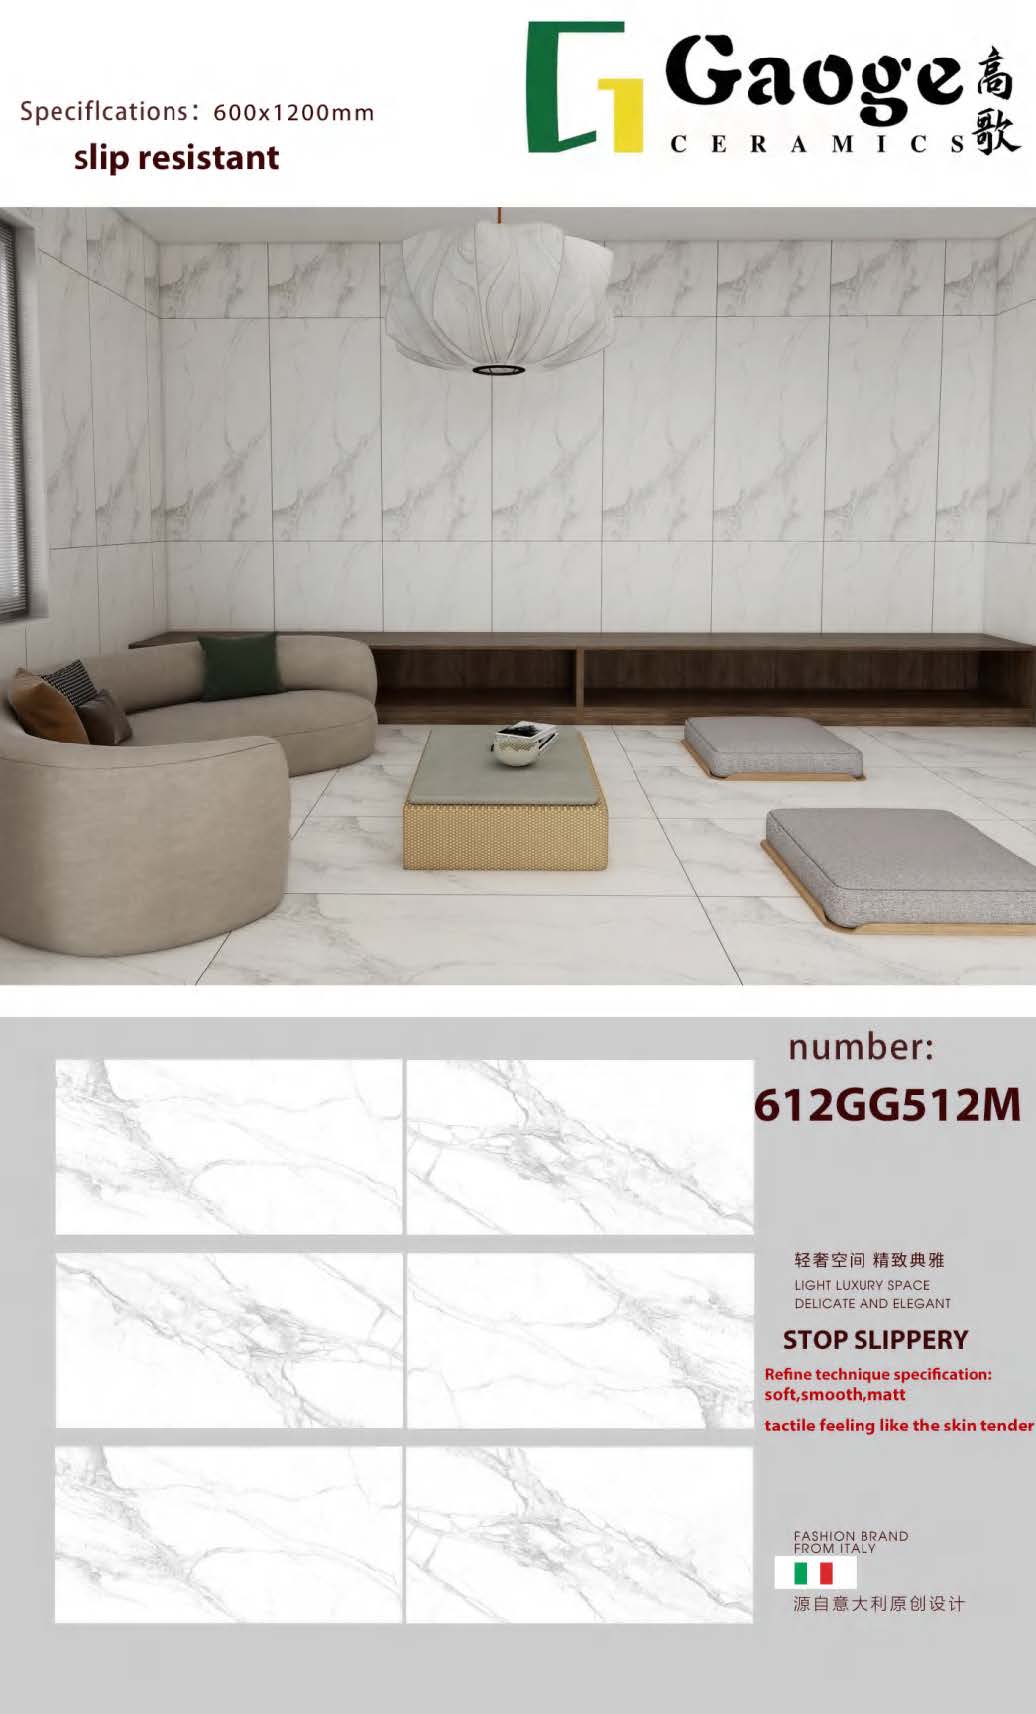 Gaoge 高歌
CERAMICS
Speciflcations：600x1200mm
slip resistant
number:
612GG512M
轻奢空间 精致典雅
LIGHT LUXURY SPACE
DELICATE AND ELEGANT
STOP SLIPPERY
Refine technique specification:
soft,smooth,matt
tactile feeling like the skin tender
FASHION BRAND
FROM ITALY
源自意大利原创设计